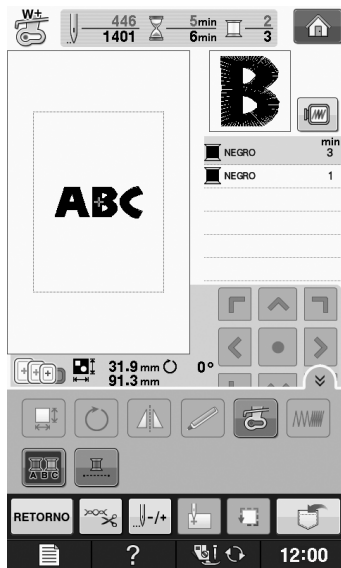 W+
446 5min 2
1401 6min 3
B
min
NEGRO 3
NEGRO 1
ABC
31.9 mm 0°
91.3 mm
A B C
RETORNO -/+
? 12:00